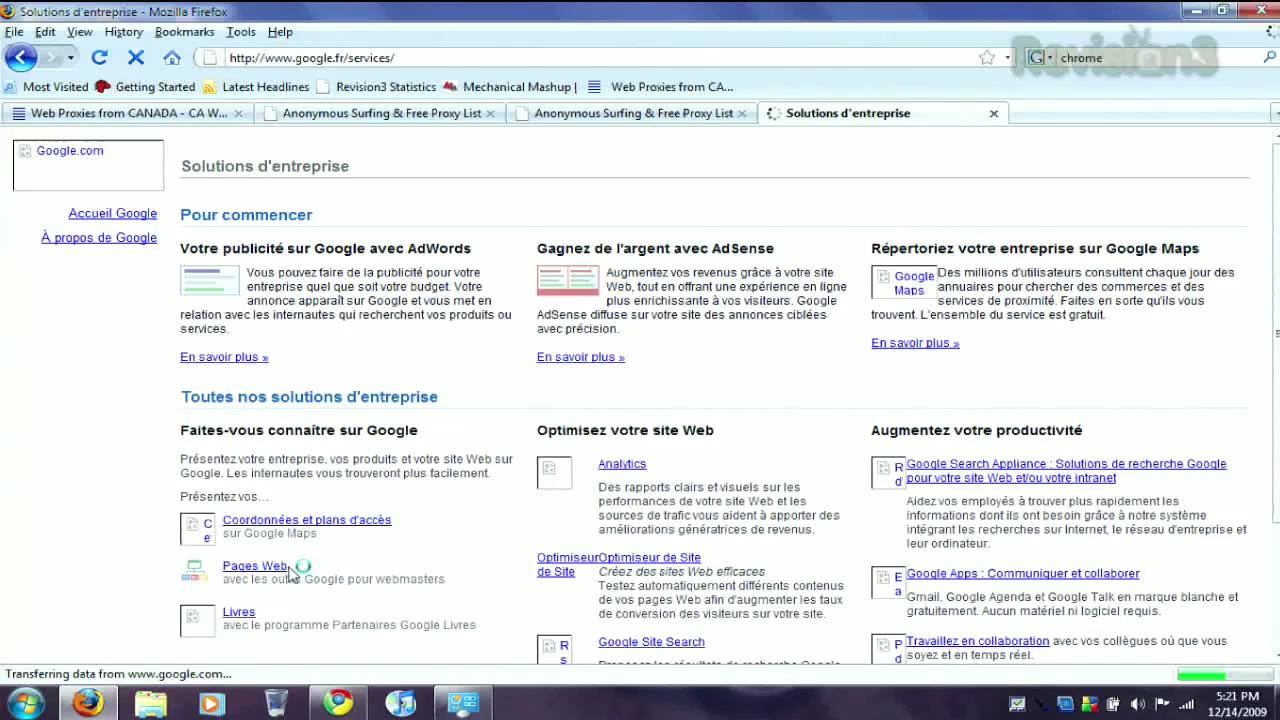 Solutions d'entreprise - Mozilla Firefox
File Edit View History Bookmarks Tools Help
http://www.google.fr/services/
chrome
Revision3
Most Visited Getting Started Latest Headlines Revision3 Statistics Mechanical Mashup | Web Proxies from CA...
Web Proxies from CANADA - CA W... Anonymous Surfing & Free Proxy List Anonymous Surfing & Free Proxy List Solutions d'entreprise
Google.com
Solutions d'entreprise
Accueil Google
À propos de Google
Pour commencer
Votre publicité sur Google avec AdWords
Vous pouvez faire de la publicité pour votre
entreprise quel que soit votre budget. Votre
annonce apparaît sur Google et vous met en
relation avec les internautes qui recherchent vos produits ou
services.
En savoir plus »
Gagnez de l'argent avec AdSense
Augmentez vos revenus grâce à votre site
Web, tout en offrant une expérience en ligne
plus enrichissante à vos visiteurs. Google
AdSense diffuse sur votre site des annonces ciblées
avec précision.
En savoir plus »
Répertoriez votre entreprise sur Google Maps
Google
Maps
Des millions d'utilisateurs consultent chaque jour des
annuaires pour chercher des commerces et des
services de proximité. Faites en sorte qu'ils vous
trouvent. L'ensemble du service est gratuit.
En savoir plus »
Toutes nos solutions d'entreprise
Faites-vous connaître sur Google
Présentez votre entreprise, vos produits et votre site Web sur
Google. Les internautes vous trouveront plus facilement.
Présentez vos...
C
e
Coordonnées et plans d'accès
sur Google Maps
Pages Web
avec les Google pour webmasters
Livres
avec le programme Partenaires Google Livres
Optimisez votre site Web
Analytics
Des rapports clairs et visuels sur les
performances de votre site Web et les
sources de trafic vous aident à apporter des
améliorations génératrices de revenu.
Optimiseur
de Site
Optimiseur de Site
Créez des sites Web efficaces
Testez automatiquement différents contenus
de vos pages Web afin d'augmenter les taux
de conversion des visiteurs sur votre site.
R
s
Google Site Search
Augmentez votre productivité
R
d
Google Search Appliance : Solutions de recherche Google
pour votre site Web et/ou votre intranet
Aidez vos employés à trouver plus rapidement les
informations dont ils ont besoin grâce à notre système
intégrant les recherches sur Internet, le réseau d'entreprise et
leur ordinateur.
E
a
Google Apps : Communiquer et collaborer
Gmail, Google Agenda et Google Talk en marque blanche et
gratuitement. Aucun matériel ni logiciel requis.
P
d
Travaillez en collaboration avec vos collègues où que vous
soyez et en temps réel.
Transferring data from www.google.com...
5:21 PM
12/14/2009